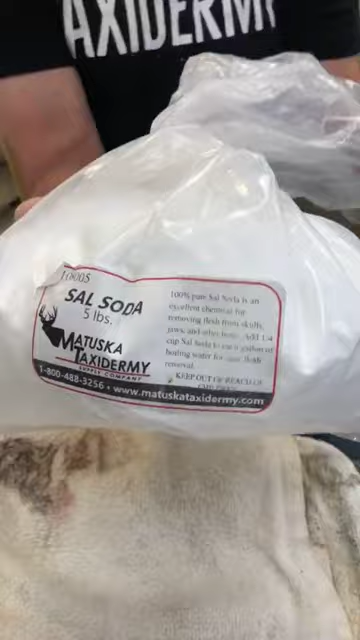 TAXIDERMY
10005
SAL SODA
5 lbs.
MATUSKA
TAXIDERMY
SUPPLY COMPANY
100% pure Sal Soda is an
excellent chemical for
removing flesh from skulls,
jaws, and other bone. Add 1/4
cup Sal Soda to each gallon of
boiling water for easy flesh
removal.
KEEP OUT OF REACH OF
CHILDREN
1-800-488-3256 • www.matuskataxidermy.com